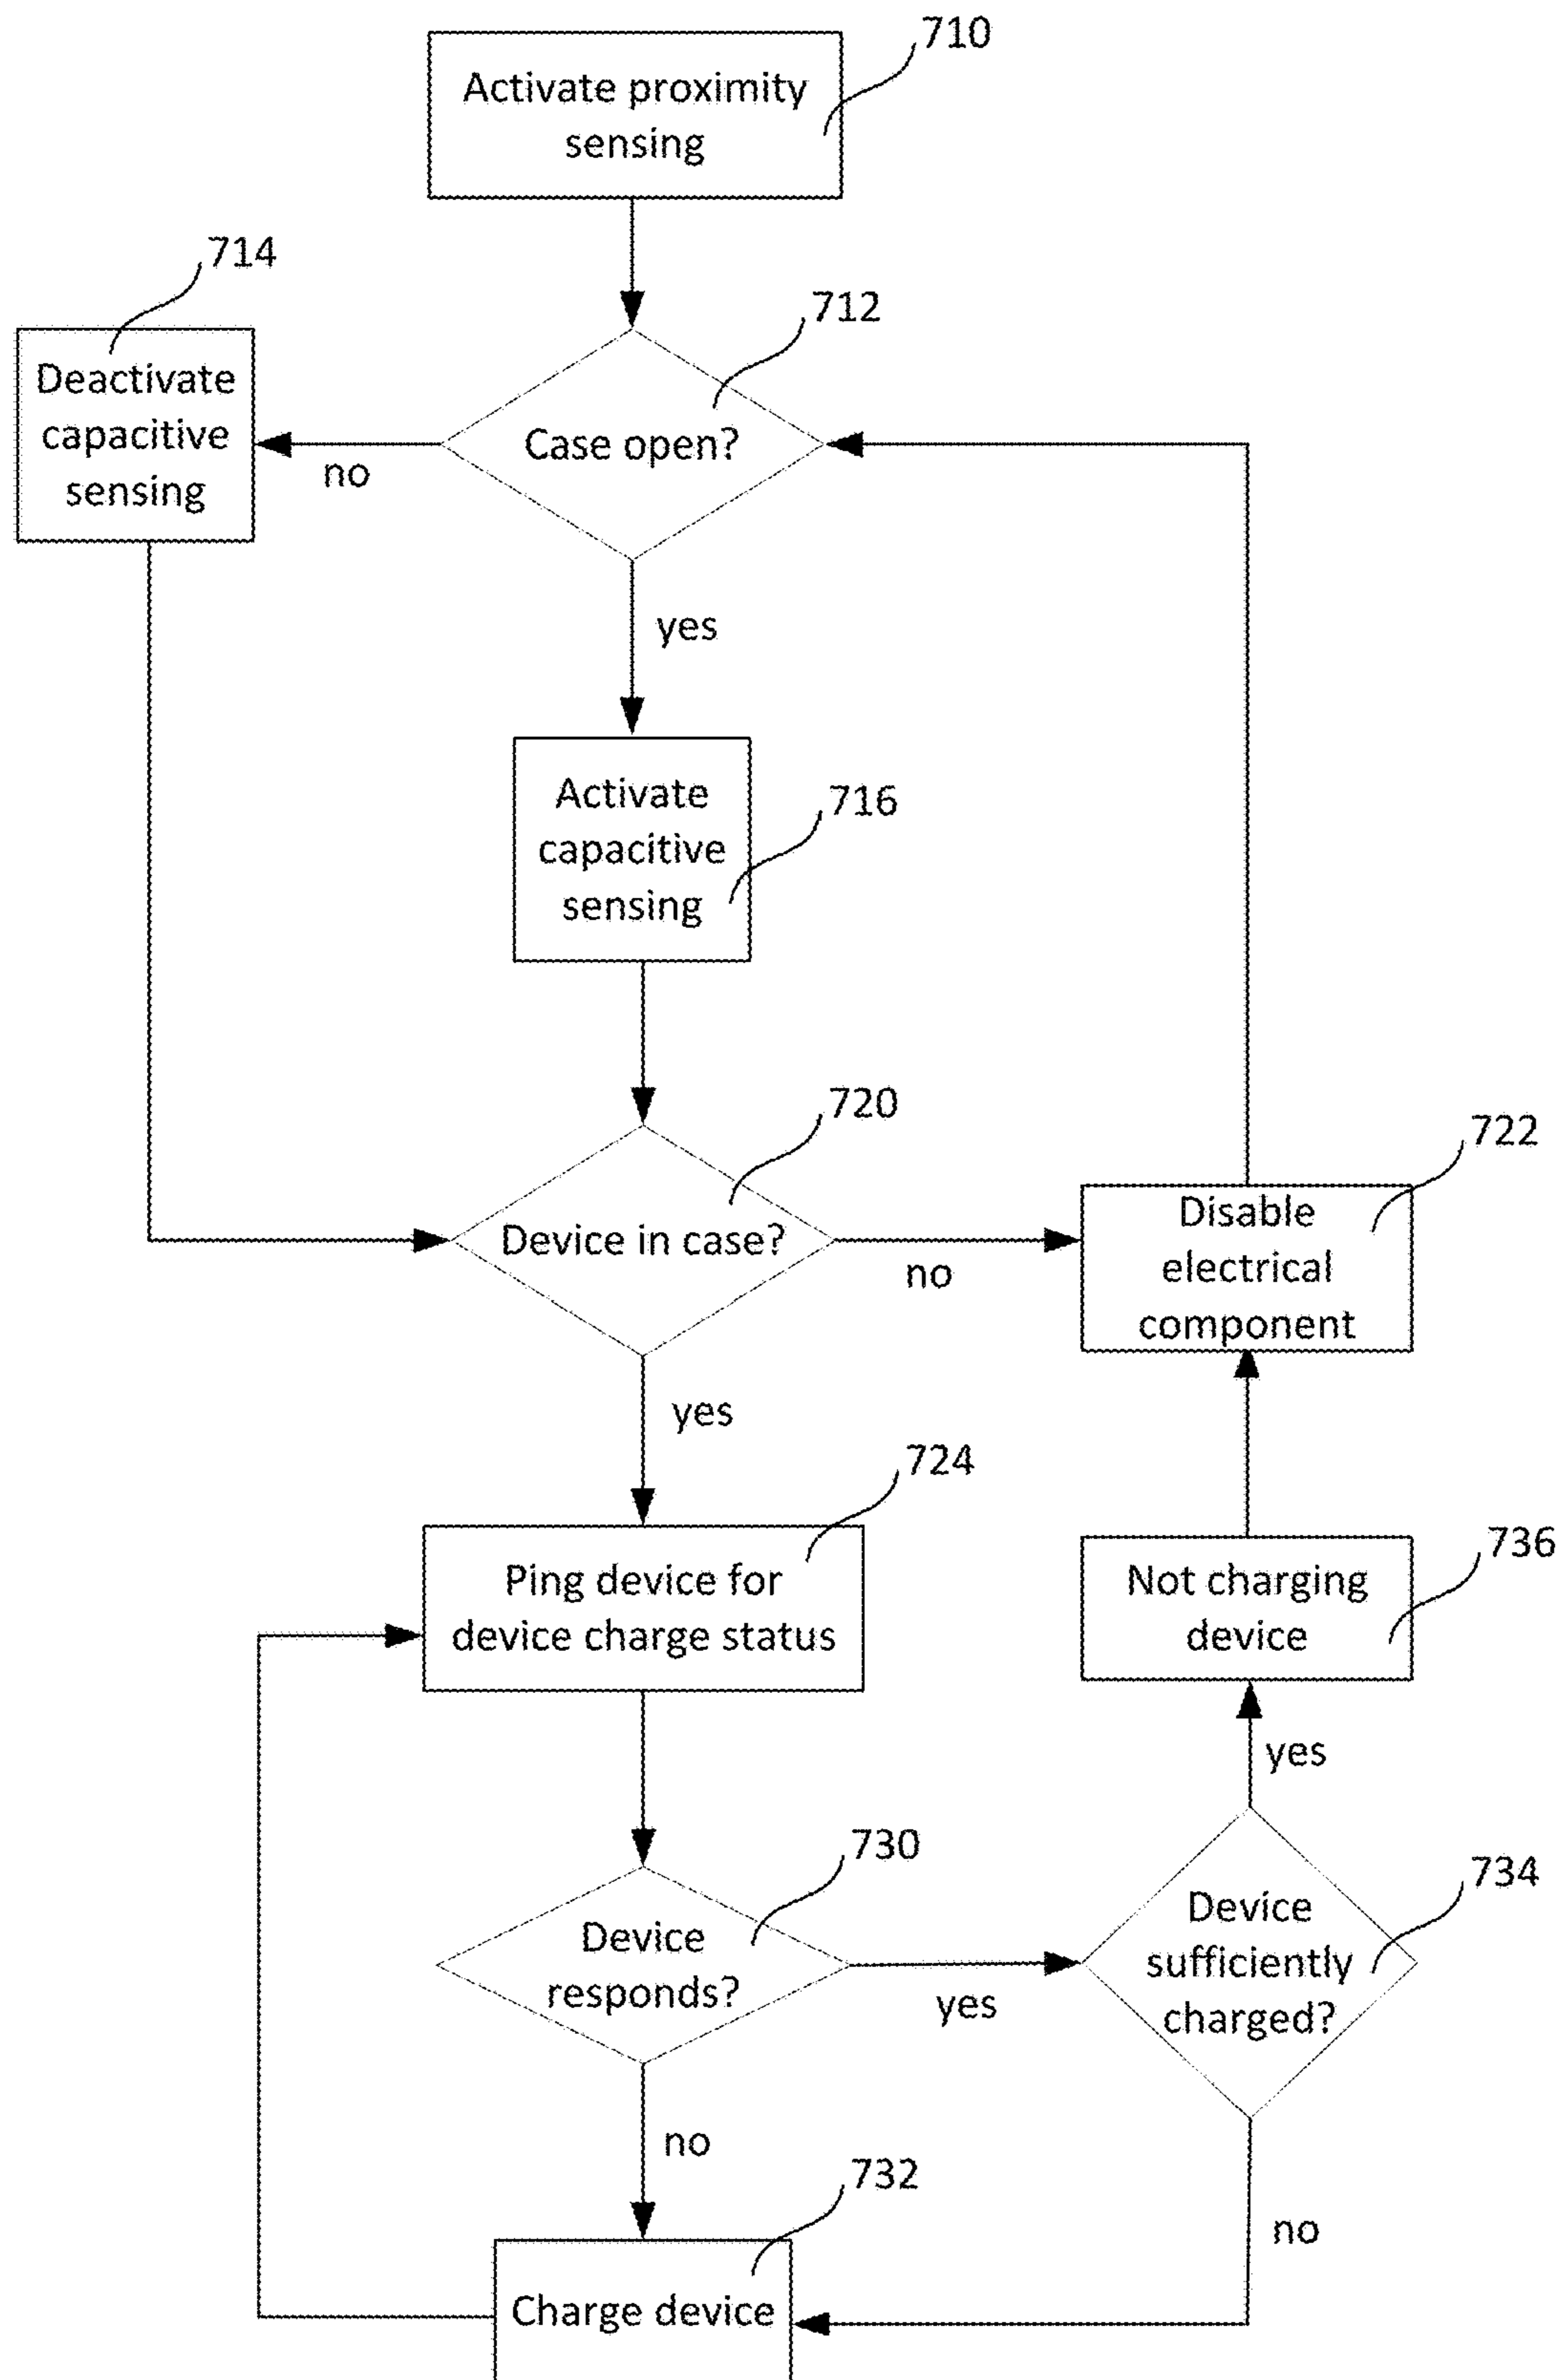 710
Activate proximity
sensing
714
712
Deactivate
capacitive
sensing
Case open?
no
yes
716
Activate
capacitive
sensing
720
722
Device in case?
no
Disable
electrical
component
yes
724
Ping device for
device charge status
736
Not charging
device
yes
730
Device
responds?
yes
734
Device
sufficiently
charged?
no
732
no
Charge device